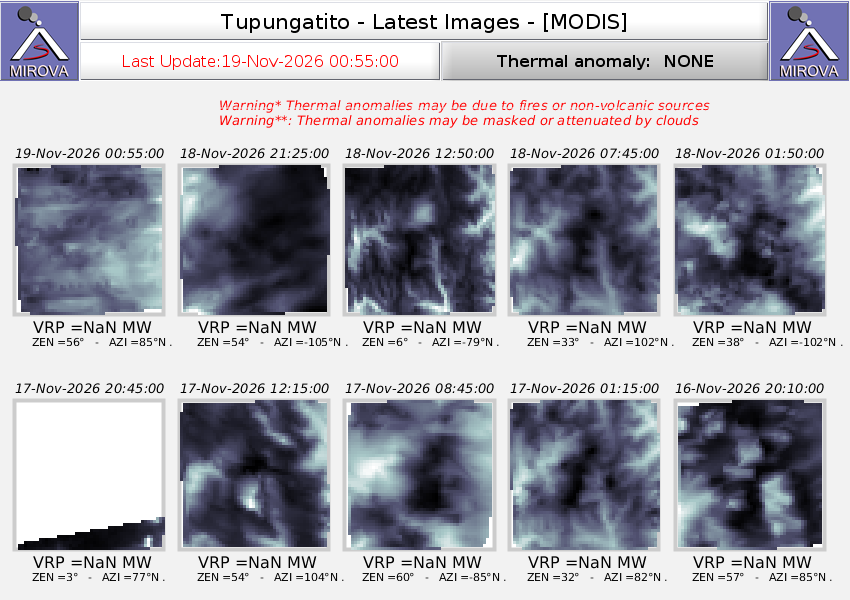 MIROVA
Tupungatito - Latest Images - [MODIS]
MIROVA
Last Update:19-Nov-2026 00:55:00
Thermal anomaly: NONE
Warning* Thermal anomalies may be due to fires or non-volcanic sources
Warning**: Thermal anomalies may be masked or attenuated by clouds
19-Nov-2026 00:55:00 18-Nov-2026 21:25:00 18-Nov-2026 12:50:00 18-Nov-2026 07:45:00 18-Nov-2026 01:50:00
VRP =NaN MW VRP =NaN MW VRP =NaN MW VRP =NaN MW VRP =NaN MW
ZEN =56° - AZI =85°N . ZEN =54° - AZI =-105°N . ZEN =6° - AZI =-79°N . ZEN =33° - AZI =102°N . ZEN =38° - AZI =-102°N .
17-Nov-2026 20:45:00 17-Nov-2026 12:15:00 17-Nov-2026 08:45:00 17-Nov-2026 01:15:00 16-Nov-2026 20:10:00
VRP =NaN MW VRP =NaN MW VRP =NaN MW VRP =NaN MW VRP =NaN MW
ZEN =3° - AZI =77°N . ZEN =54° - AZI =104°N . ZEN =60° - AZI =-85°N . ZEN =32° - AZI =82°N . ZEN =57° - AZI =85°N .